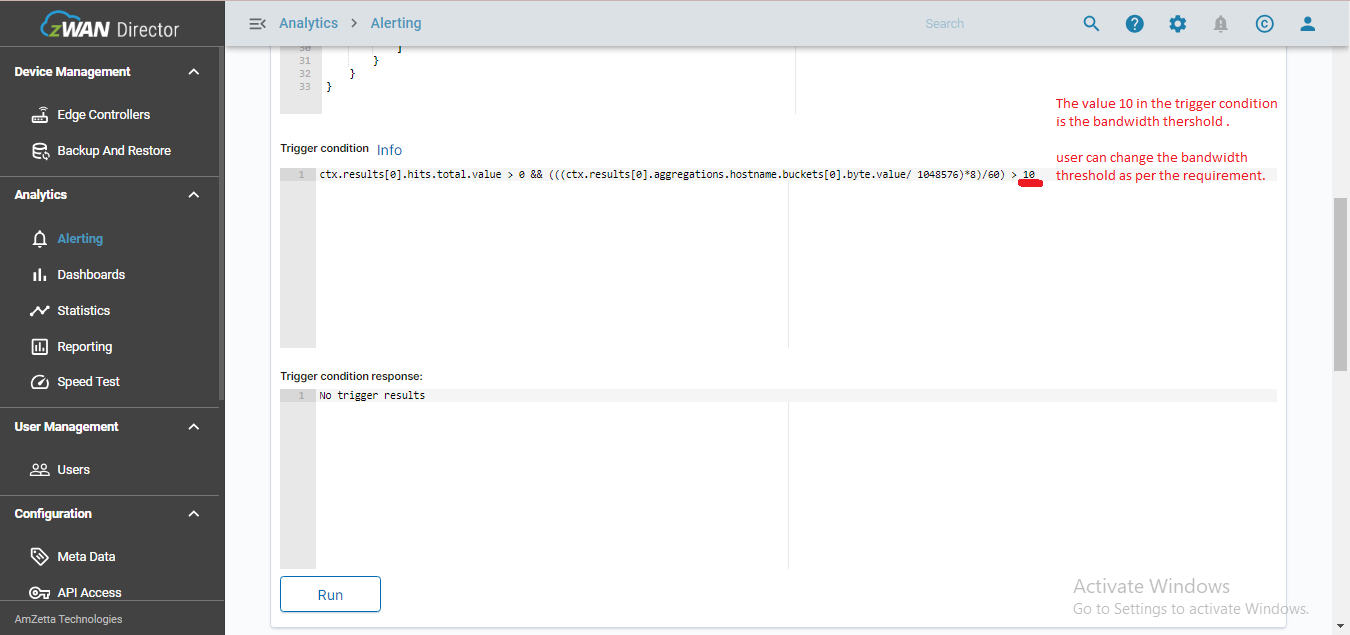 zWAN Director
Analytics > Alerting
Search
Device Management
Edge Controllers
Backup And Restore
Analytics
Alerting
Dashboards
Statistics
Reporting
Speed Test
User Management
Users
Configuration
Meta Data
API Access
AmZetta Technologies
30 ]
31 }
32 }
33 }
The value 10 in the trigger condition
is the bandwidth thershold .
user can change the bandwidth
threshold as per the requirement.
Trigger condition Info
1 ctx.results[0].hits.total.value > 0 && (((ctx.results[0].aggregations.hostname.buckets[0].byte.value/ 1048576)*8)/60) > 10
Trigger condition response:
1 No trigger results
Run
Activate Windows
Go to Settings to activate Windows.